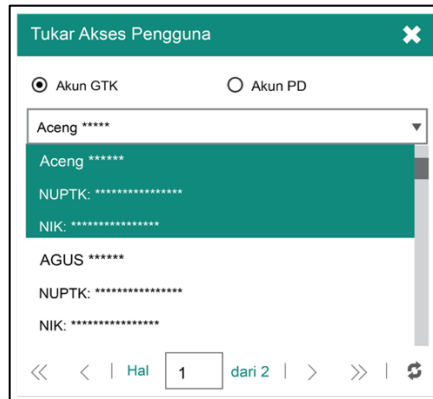 Tukar Akses Pengguna
Akun GTK Akun PD
Aceng *****
Aceng ******
NUPTK: ****************
NIK: ****************
AGUS ******
NUPTK: ****************
NIK: ****************
Hal 1 dari 2